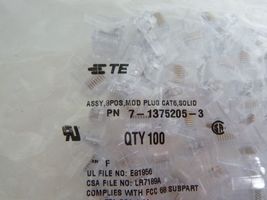 TE
ASSY,8POS,MOD PLUG CAT6,SOLID
PN 7-1375205-3
QTY 100
" F
UL FILE NO: E81956
CSA FILE NO: LR7189A
COMPLIES WITH FCC 68 SUBPART